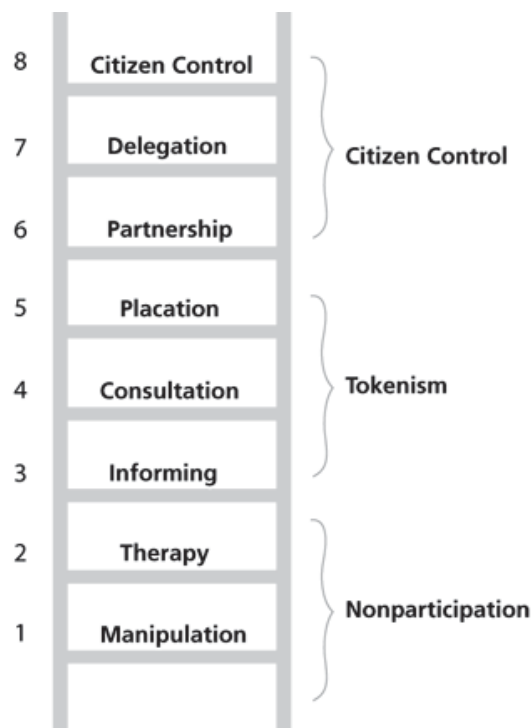 8 Citizen Control
7 Delegation
Citizen Control
6 Partnership
5 Placation
4 Consultation
Tokenism
3 Informing
2 Therapy
Nonparticipation
1 Manipulation